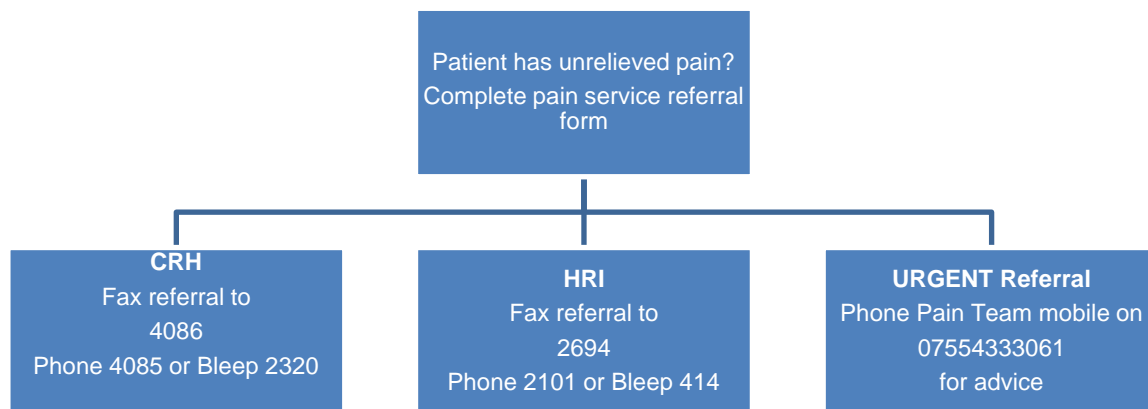 Patient has unrelieved pain?
Complete pain service referral
form
CRH
Fax referral to
4086
Phone 4085 or Bleep 2320
HRI
Fax referral to
2694
Phone 2101 or Bleep 414
URGENT Referral
Phone Pain Team mobile on
07554333061
for advice